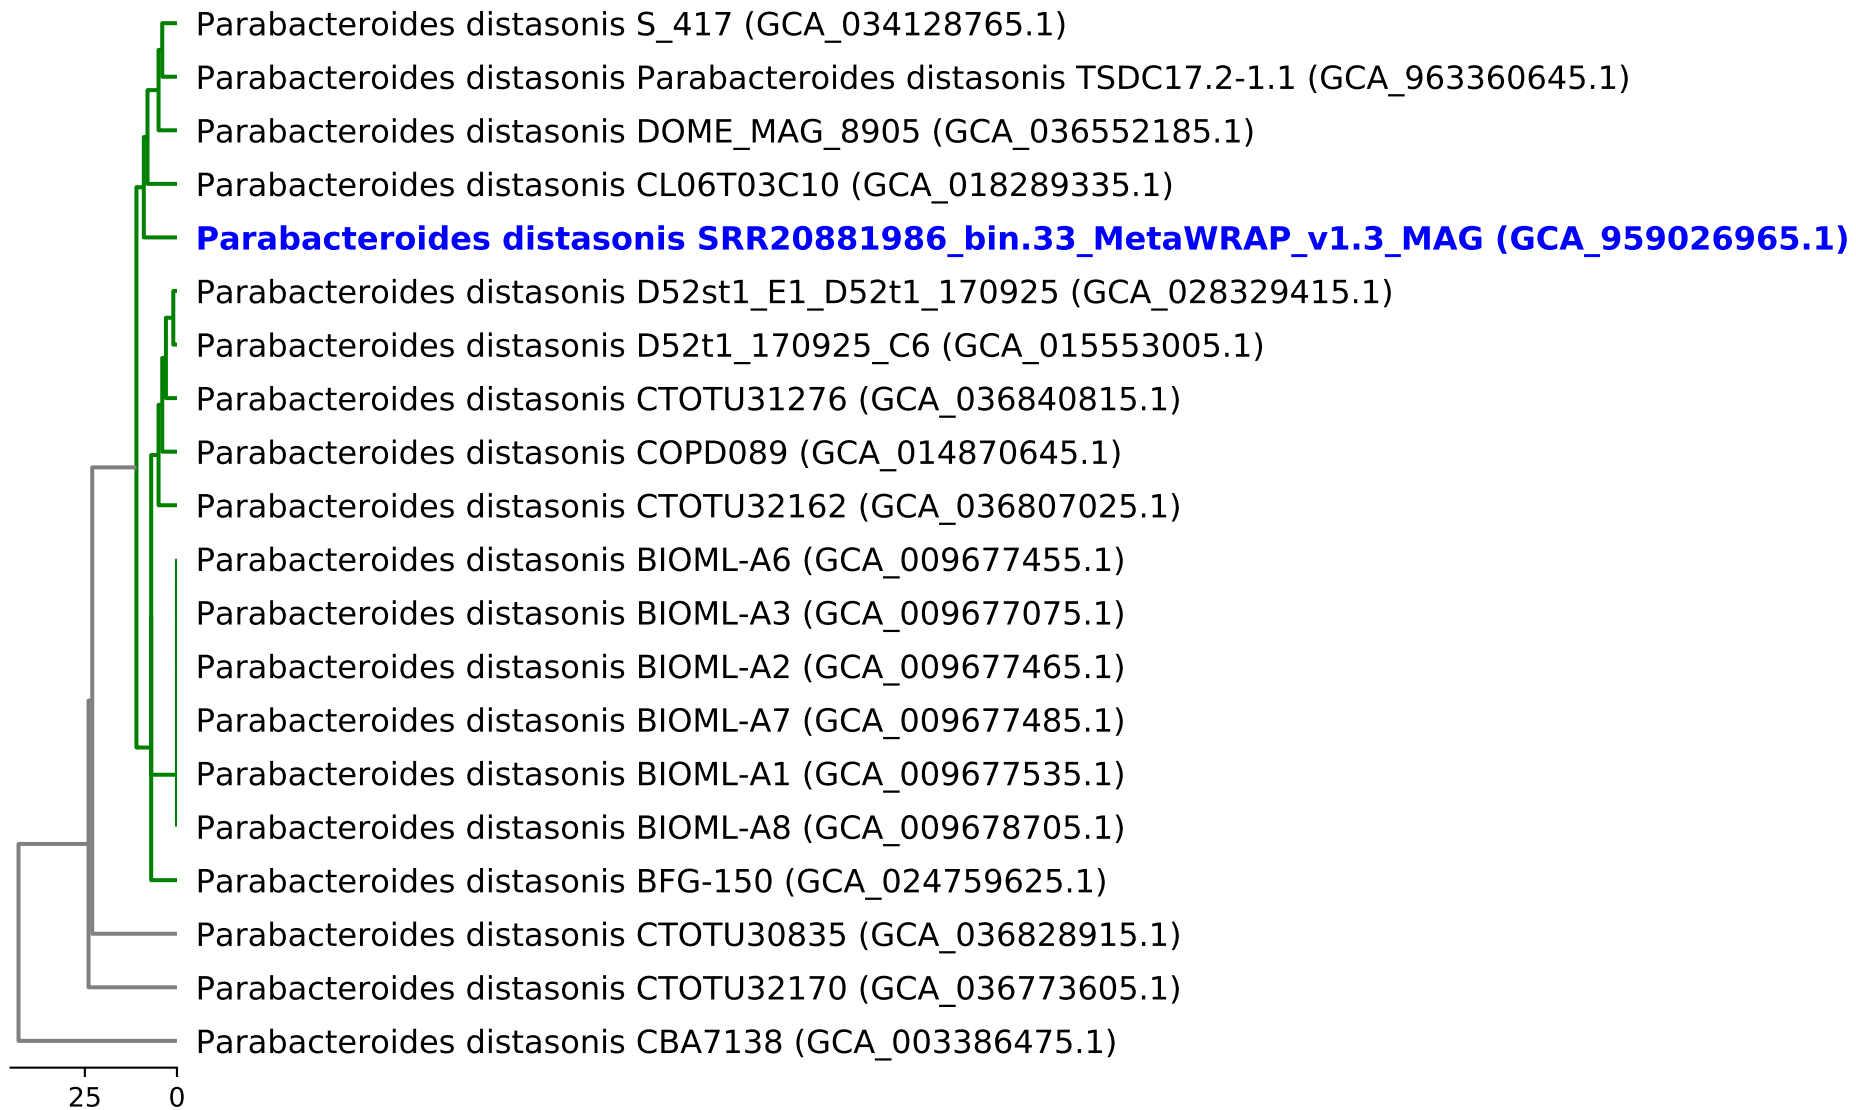 Parabacteroides distasonis S_417 (GCA_034128765.1)
Parabacteroides distasonis Parabacteroides distasonis TSDC17.2-1.1 (GCA_963360645.1)
Parabacteroides distasonis DOME_MAG_8905 (GCA_036552185.1)
Parabacteroides distasonis CL06T03C10 (GCA_018289335.1)
Parabacteroides distasonis SRR20881986_bin.33_MetaWRAP_v1.3_MAG (GCA_959026965.1)
Parabacteroides distasonis D52st1_E1_D52t1_170925 (GCA_028329415.1)
Parabacteroides distasonis D52t1_170925_C6 (GCA_015553005.1)
Parabacteroides distasonis CTOTU31276 (GCA_036840815.1)
Parabacteroides distasonis COPD089 (GCA_014870645.1)
Parabacteroides distasonis CTOTU32162 (GCA_036807025.1)
Parabacteroides distasonis BIOML-A6 (GCA_009677455.1)
Parabacteroides distasonis BIOML-A3 (GCA_009677075.1)
Parabacteroides distasonis BIOML-A2 (GCA_009677465.1)
Parabacteroides distasonis BIOML-A7 (GCA_009677485.1)
Parabacteroides distasonis BIOML-A1 (GCA_009677535.1)
Parabacteroides distasonis BIOML-A8 (GCA_009678705.1)
Parabacteroides distasonis BFG-150 (GCA_024759625.1)
Parabacteroides distasonis CTOTU30835 (GCA_036828915.1)
Parabacteroides distasonis CTOTU32170 (GCA_036773605.1)
Parabacteroides distasonis CBA7138 (GCA_003386475.1)
25 0